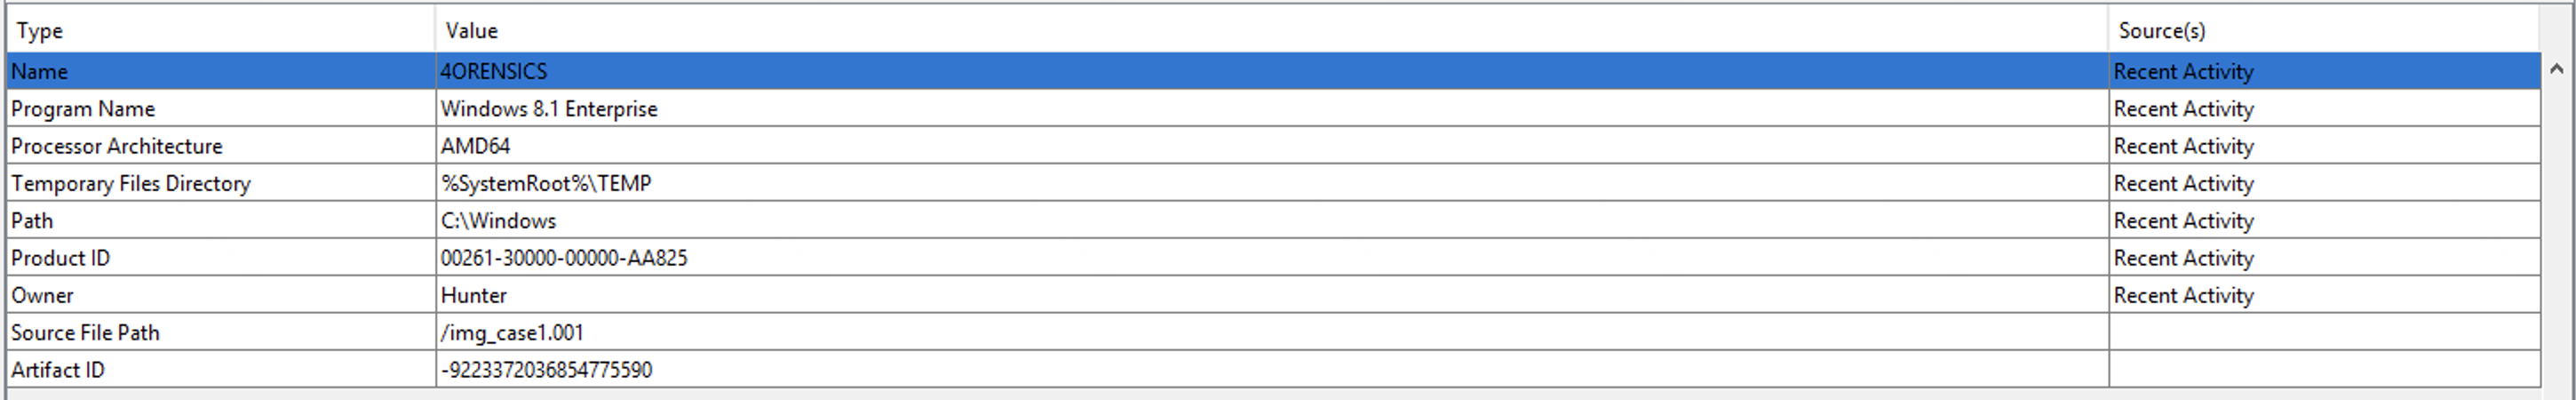 Type Value Source(s)
Name 4ORENSICS Recent Activity
Program Name Windows 8.1 Enterprise Recent Activity
Processor Architecture AMD64 Recent Activity
Temporary Files Directory %SystemRoot%\TEMP Recent Activity
Path C:\Windows Recent Activity
Product ID 00261-30000-00000-AA825 Recent Activity
Owner Hunter Recent Activity
Source File Path /img_case1.001
Artifact ID -9223372036854775590